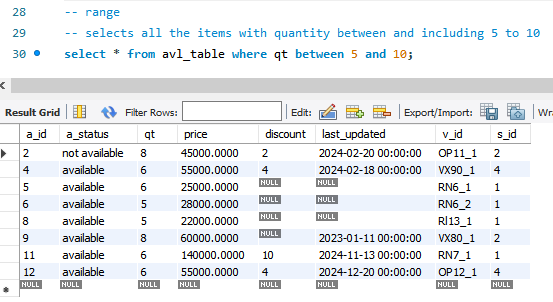 28 -- range
29 -- selects all the items with quantity between and including 5 to 10
30 select * from avl_table where qt between 5 and 10;
Result Grid Filter Rows: Edit: Export/Import: Wra
a_id a_status qt price discount last_updated v_id s_id
2 not available 8 45000.0000 2 2024-02-20 00:00:00 OP11_1 2
4 available 6 55000.0000 4 2024-02-18 00:00:00 VX90_1 4
5 available 6 25000.0000 NULL NULL RN6_1 1
6 available 5 28000.0000 NULL NULL RN6_2 1
8 available 5 22000.0000 NULL NULL Rl13_1 1
9 available 8 60000.0000 NULL 2023-01-11 00:00:00 VX80_1 2
11 available 6 140000.0000 10 2024-11-13 00:00:00 RN7_1 1
12 available 6 55000.0000 4 2024-12-20 00:00:00 OP12_1 4
NULL NULL NULL NULL NULL NULL NULL NULL